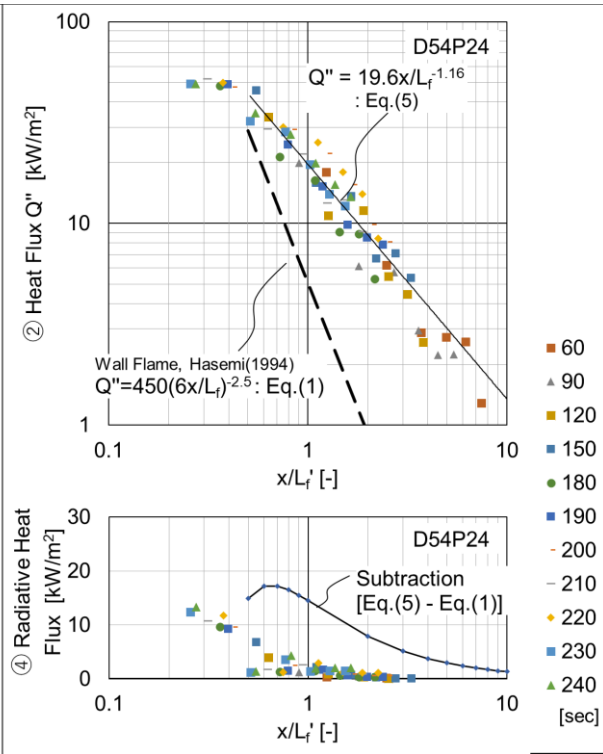 D54P24
Q" = 19.6x/Lf-1.16
: Eq.(5)
② Heat Flux Q" [kW/m2]
100
10
1
Wall Flame, Hasemi(1994)
Q"=450(6x/Lf)-2.5 : Eq.(1)
0.1 1 10
x/Lf' [-]
60
90
120
150
180
190
200
210
220
230
240
[sec]
④ Radiative Heat
Flux [kW/m2]
30
20
10
0
D54P24
Subtraction
[Eq.(5) - Eq.(1)]
0.1 1 10
x/Lf' [-]